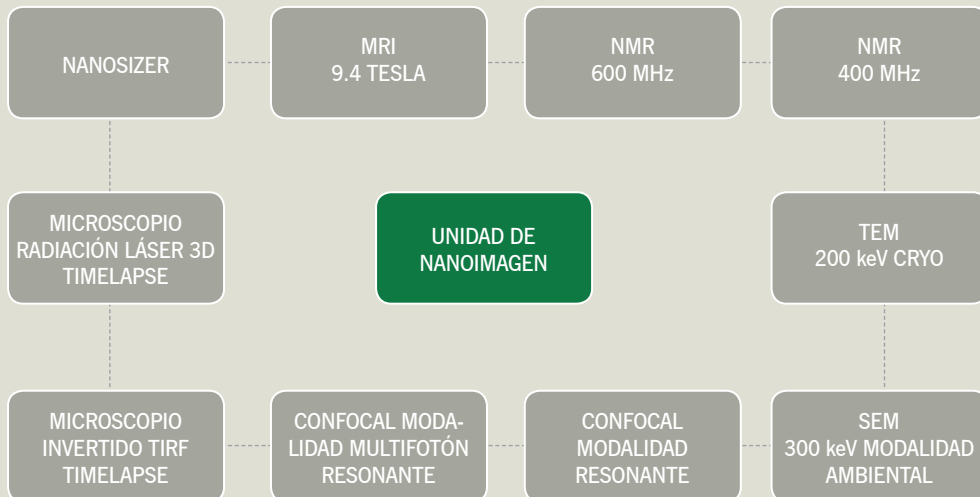 NANOSIZER
MRI
9.4 TESLA
NMR
600 MHz
NMR
400 MHz
MICROSCOPIO
RADIACIÓN LÁSER 3D
TIMELAPSE
UNIDAD DE
NANOIMAGEN
TEM
200 keV CRYO
MICROSCOPIO
INVERTIDO TIRF
TIMELAPSE
CONFOCAL MODA-
LIDAD MULTIFOTÓN
RESONANTE
CONFOCAL
MODALIDAD
RESONANTE
SEM
300 keV MODALIDAD
AMBIENTAL